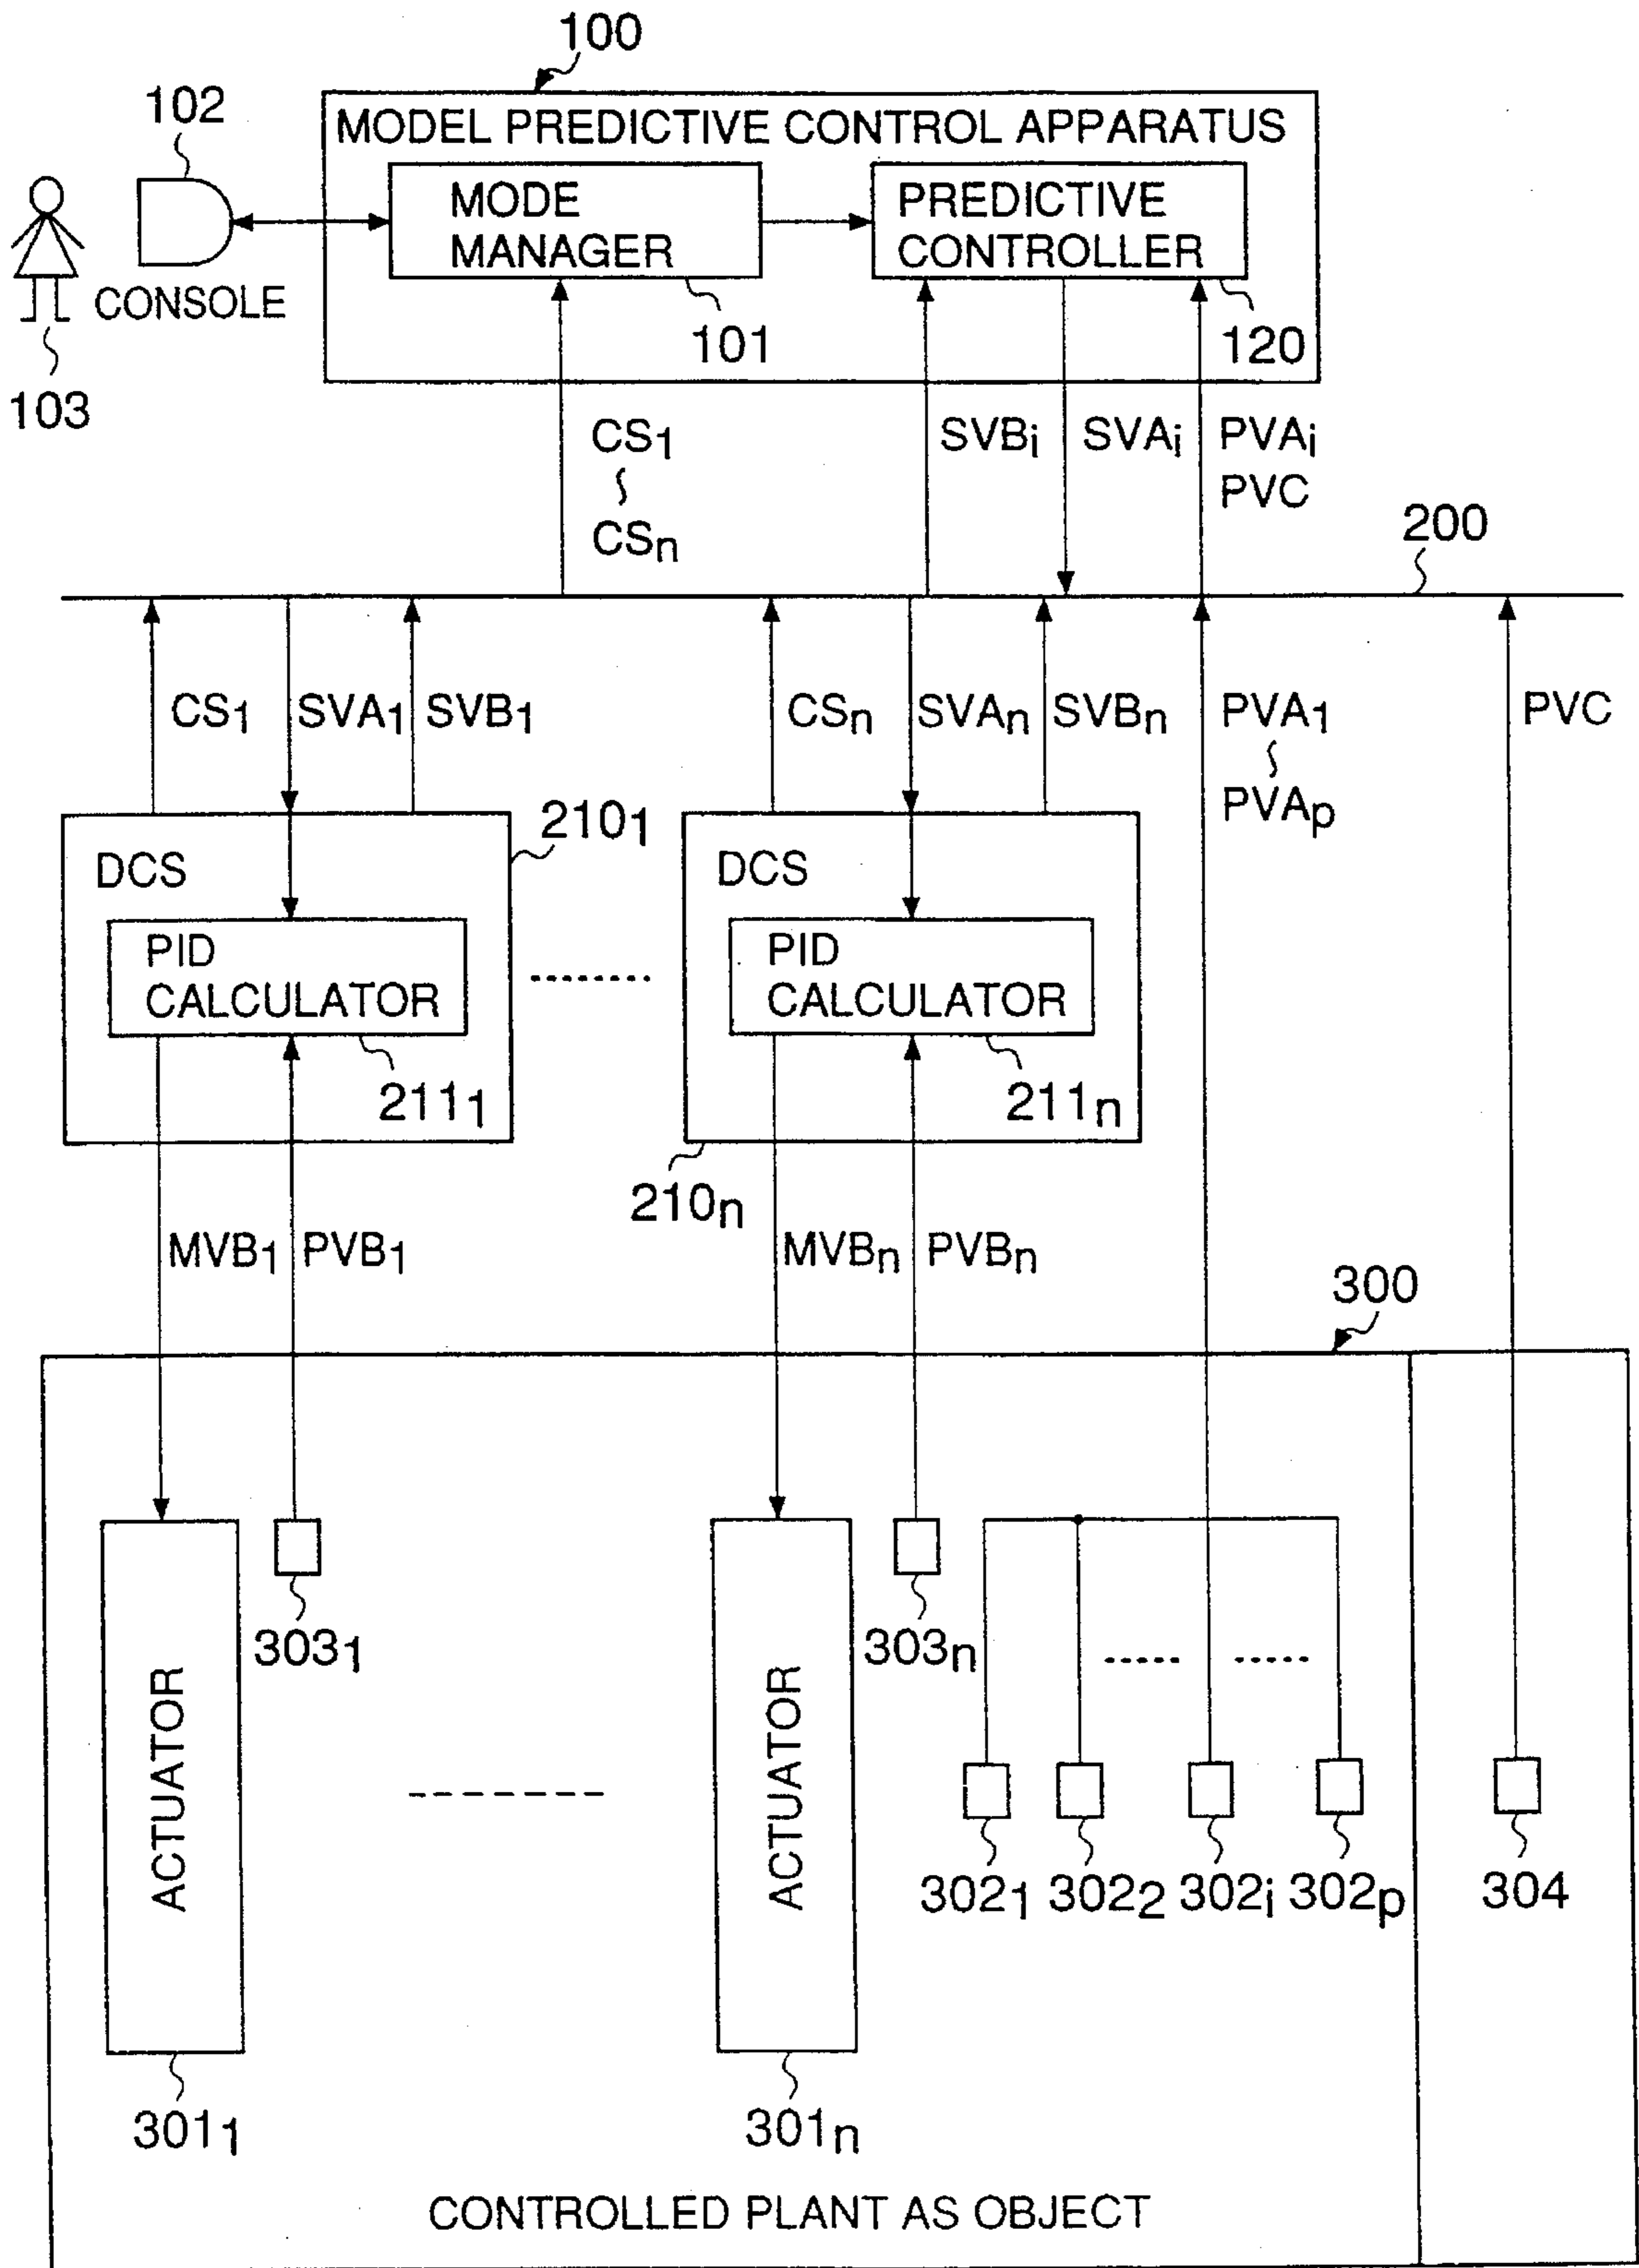 100
102
MODEL PREDICTIVE CONTROL APPARATUS
MODE
MANAGER
PREDICTIVE
CONTROLLER
CONSOLE
101
120
103
CS1
CSn
SVBi
SVAi
PVAi
PVC
200
CS1
SVA1
SVB1
CSn
SVAn
SVBn
PVA1
PVAp
PVC
2101
DCS
PID
CALCULATOR
2111
DCS
PID
CALCULATOR
211n
210n
MVB1
PVB1
MVBn
PVBn
300
3031
303n
ACTUATOR
ACTUATOR
3021
3022
302i
302p
304
3011
301n
CONTROLLED PLANT AS OBJECT